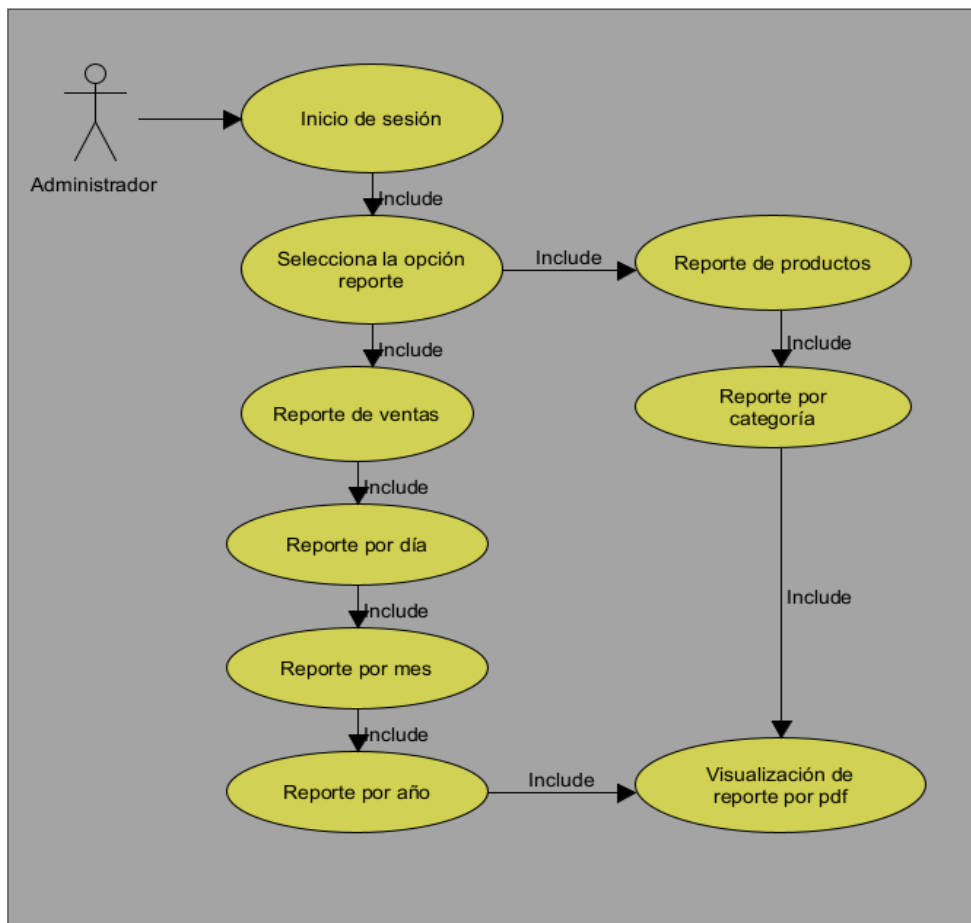 Inicio de sesión
Administrador
Include
Selecciona la opción
reporte
Include
Reporte de productos
Include
Include
Reporte de ventas
Reporte por
categoría
Include
Reporte por día
Include
Include
Reporte por mes
Include
Reporte por año
Include
Visualización de
reporte por pdf